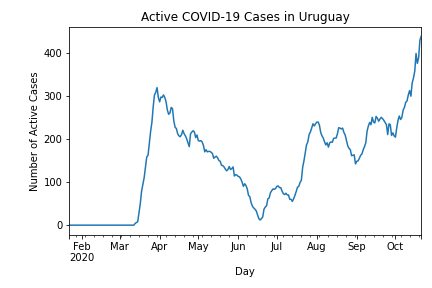 Active COVID-19 Cases in Uruguay
Number of Active Cases
400
300
200
100
0
Feb Mar Apr May Jun Jul Aug Sep Oct
2020
Day